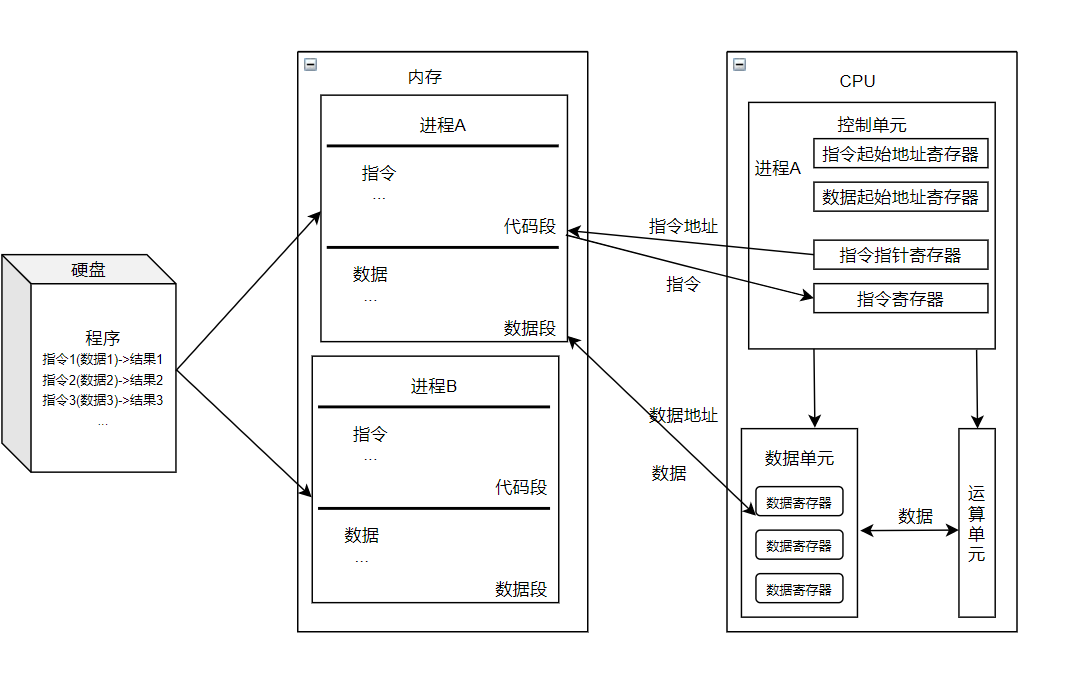 硬盘
程序
指令1(数据1)->结果1
指令2(数据2)->结果2
指令3(数据3)->结果3
...
内存
进程A
指令
...
代码段
数据
...
数据段
进程B
指令
...
代码段
数据
...
数据段
指令地址
指令
数据地址
数据
CPU
控制单元
进程A
指令起始地址寄存器
数据起始地址寄存器
指令指针寄存器
指令寄存器
数据单元
数据寄存器
数据寄存器
数据寄存器
数据
运算单元